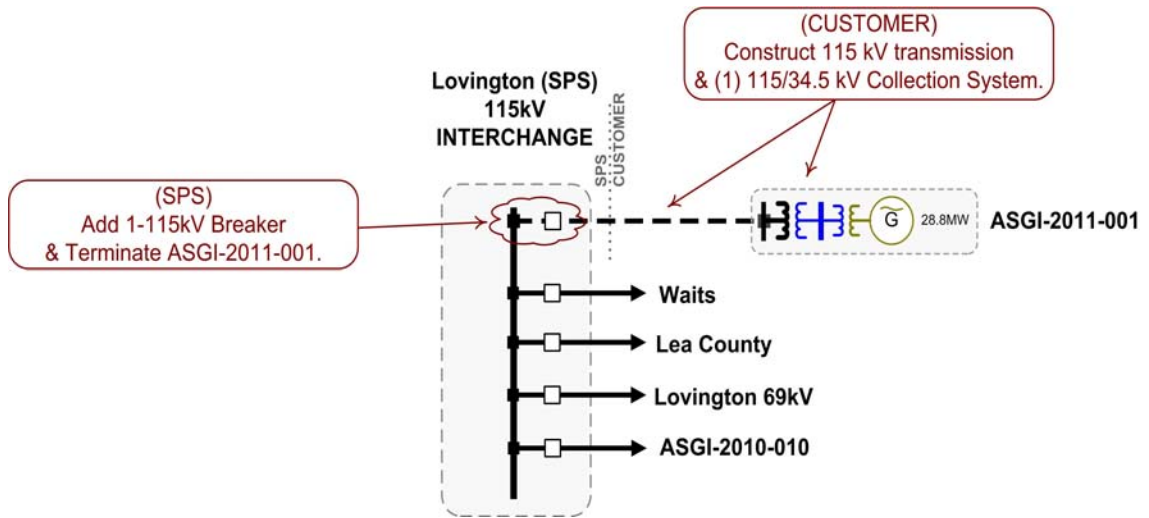 (CUSTOMER)
Construct 115 kV transmission
& (1) 115/34.5 kV Collection System.
Lovington (SPS)
115kV
INTERCHANGE
SPS
CUSTOMER
(SPS)
Add 1-115kV Breaker
& Terminate ASGI-2011-001.
G
28.8MW
ASGI-2011-001
Waits
Lea County
Lovington 69kV
ASGI-2010-010